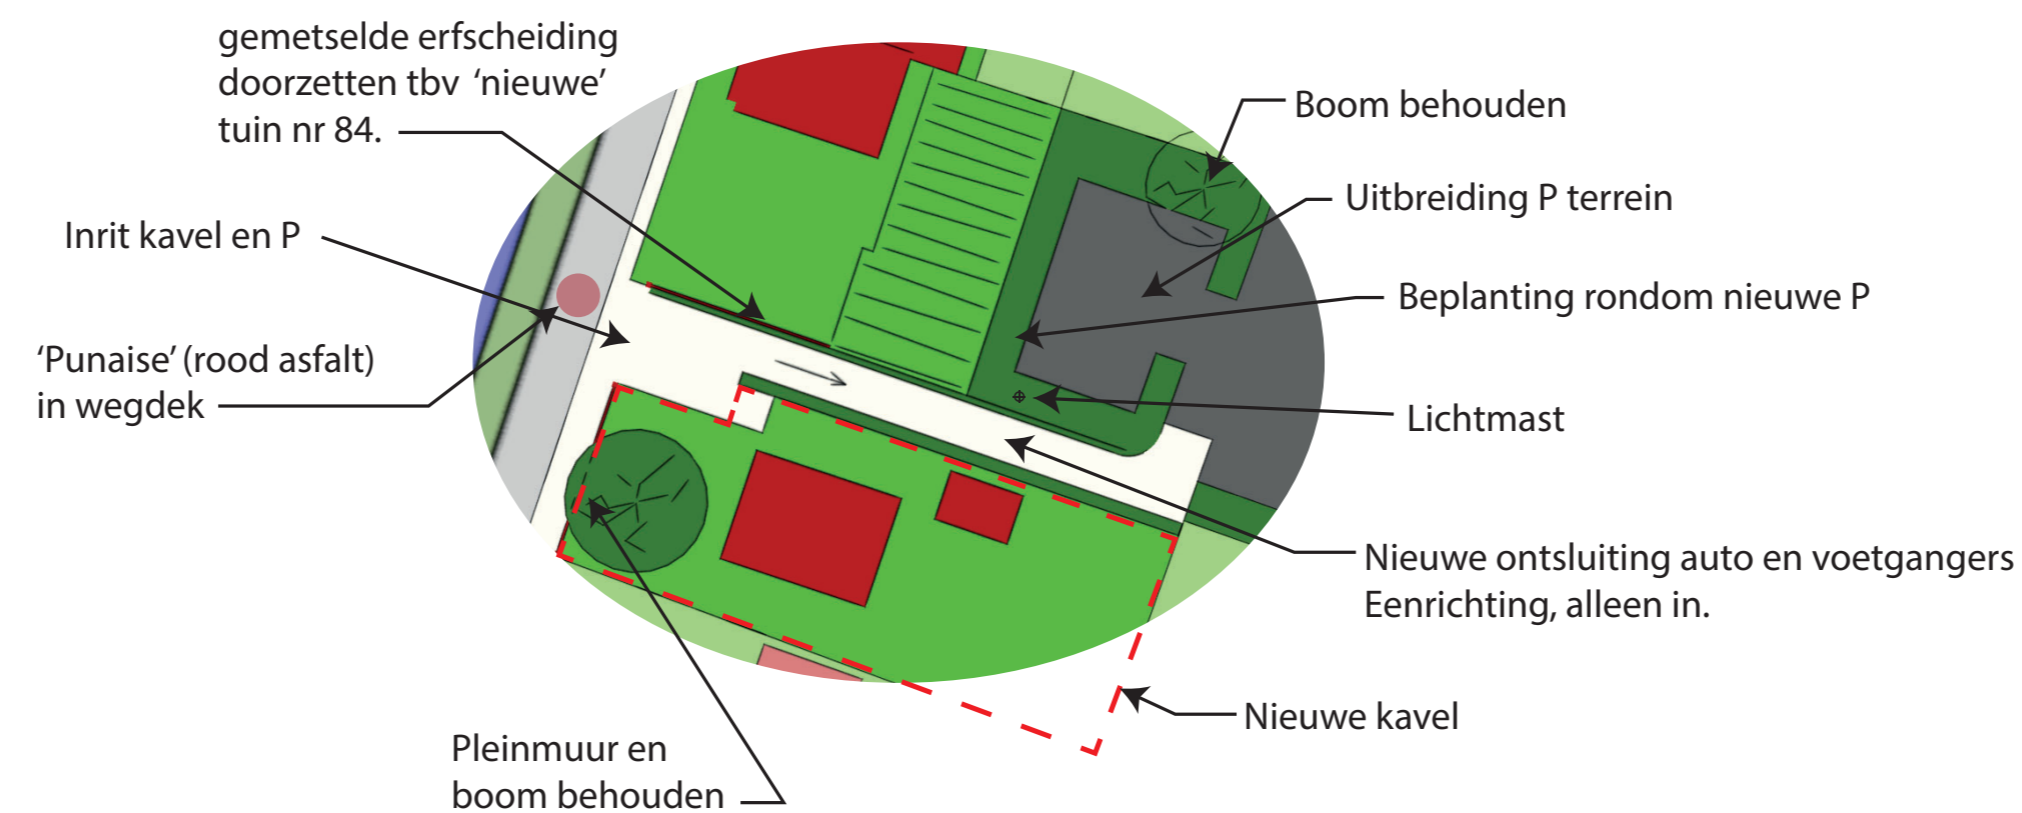 gemetselde erfscheiding
doorzetten tbv ‘nieuwe’
tuin nr 84.
Boom behouden
Uitbreiding P terrein
Inrit kavel en P
Beplanting rondom nieuwe P
‘Punaise’ (rood asfalt)
in wegdek
Lichtmast
Nieuwe ontsluiting auto en voetgangers
Eenrichting, alleen in.
Nieuwe kavel
Pleinmuur en
boom behouden